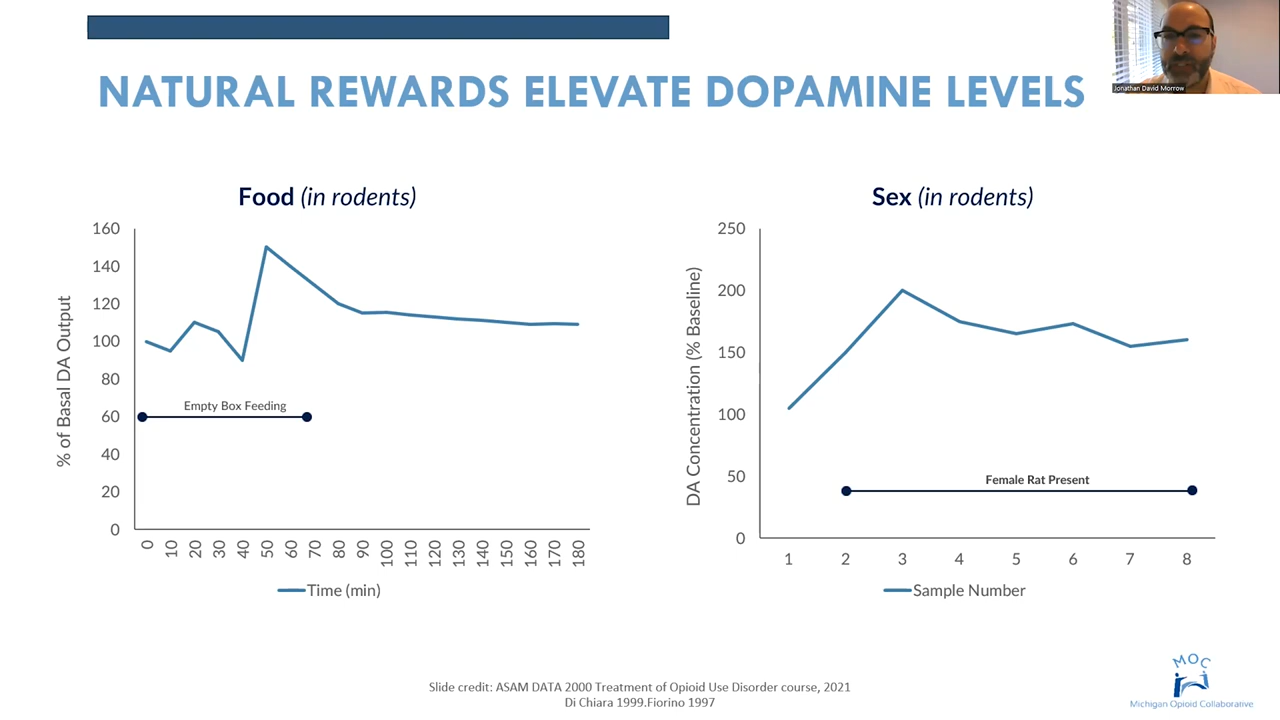 Jonathan David Morrow
NATURAL REWARDS ELEVATE DOPAMINE LEVELS
Food (in rodents)
% of Basal DA Output
160
140
120
100
80
60
40
20
0
Empty Box Feeding
0 10 20 30 40 50 60 70 80 90 100 110 120 130 140 150 160 170 180
Time (min)
Sex (in rodents)
DA Concentration (% Baseline)
250
200
150
100
50
0
Female Rat Present
1 2 3 4 5 6 7 8
Sample Number
Slide credit: ASAM DATA 2000 Treatment of Opioid Use Disorder course, 2021
Di Chiara 1999.Fiorino 1997
MOC
Michigan Opioid Collaborative